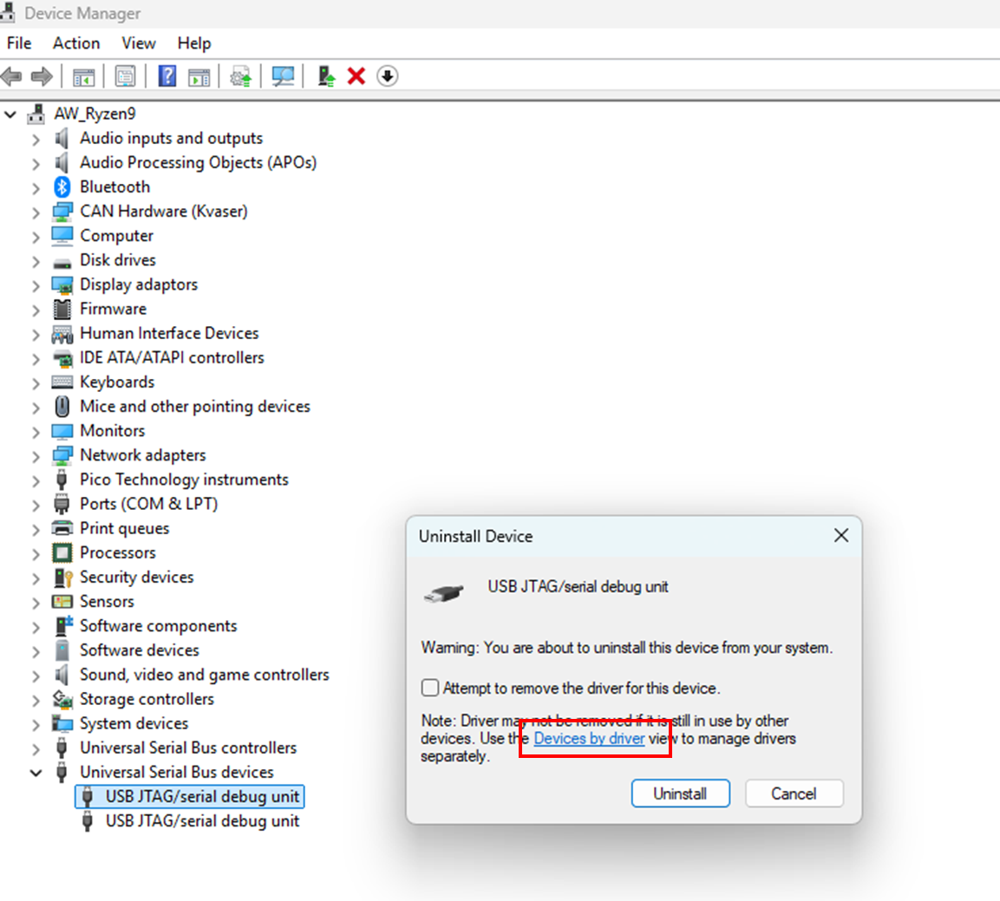 Device Manager
File Action View Help
AW_Ryzen9
Audio inputs and outputs
Audio Processing Objects (APOs)
Bluetooth
CAN Hardware (Kvaser)
Computer
Disk drives
Display adaptors
Firmware
Human Interface Devices
IDE ATA/ATAPI controllers
Keyboards
Mice and other pointing devices
Monitors
Network adapters
Pico Technology instruments
Ports (COM & LPT)
Print queues
Processors
Security devices
Sensors
Software components
Software devices
Sound, video and game controllers
Storage controllers
System devices
Universal Serial Bus controllers
Universal Serial Bus devices
USB JTAG/serial debug unit
USB JTAG/serial debug unit
Uninstall Device
USB JTAG/serial debug unit
Warning: You are about to uninstall this device from your system.
Attempt to remove the driver for this device.
Note: Driver may not be removed if it is still in use by other
devices. Use the Devices by driver view to manage drivers
separately.
Uninstall Cancel